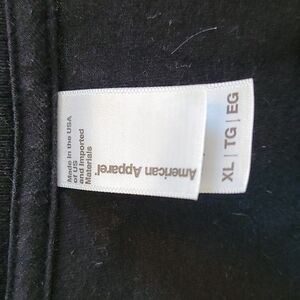 American Apparel®
Made in the USA
of US
and Imported
Materials
XL | TG | EG